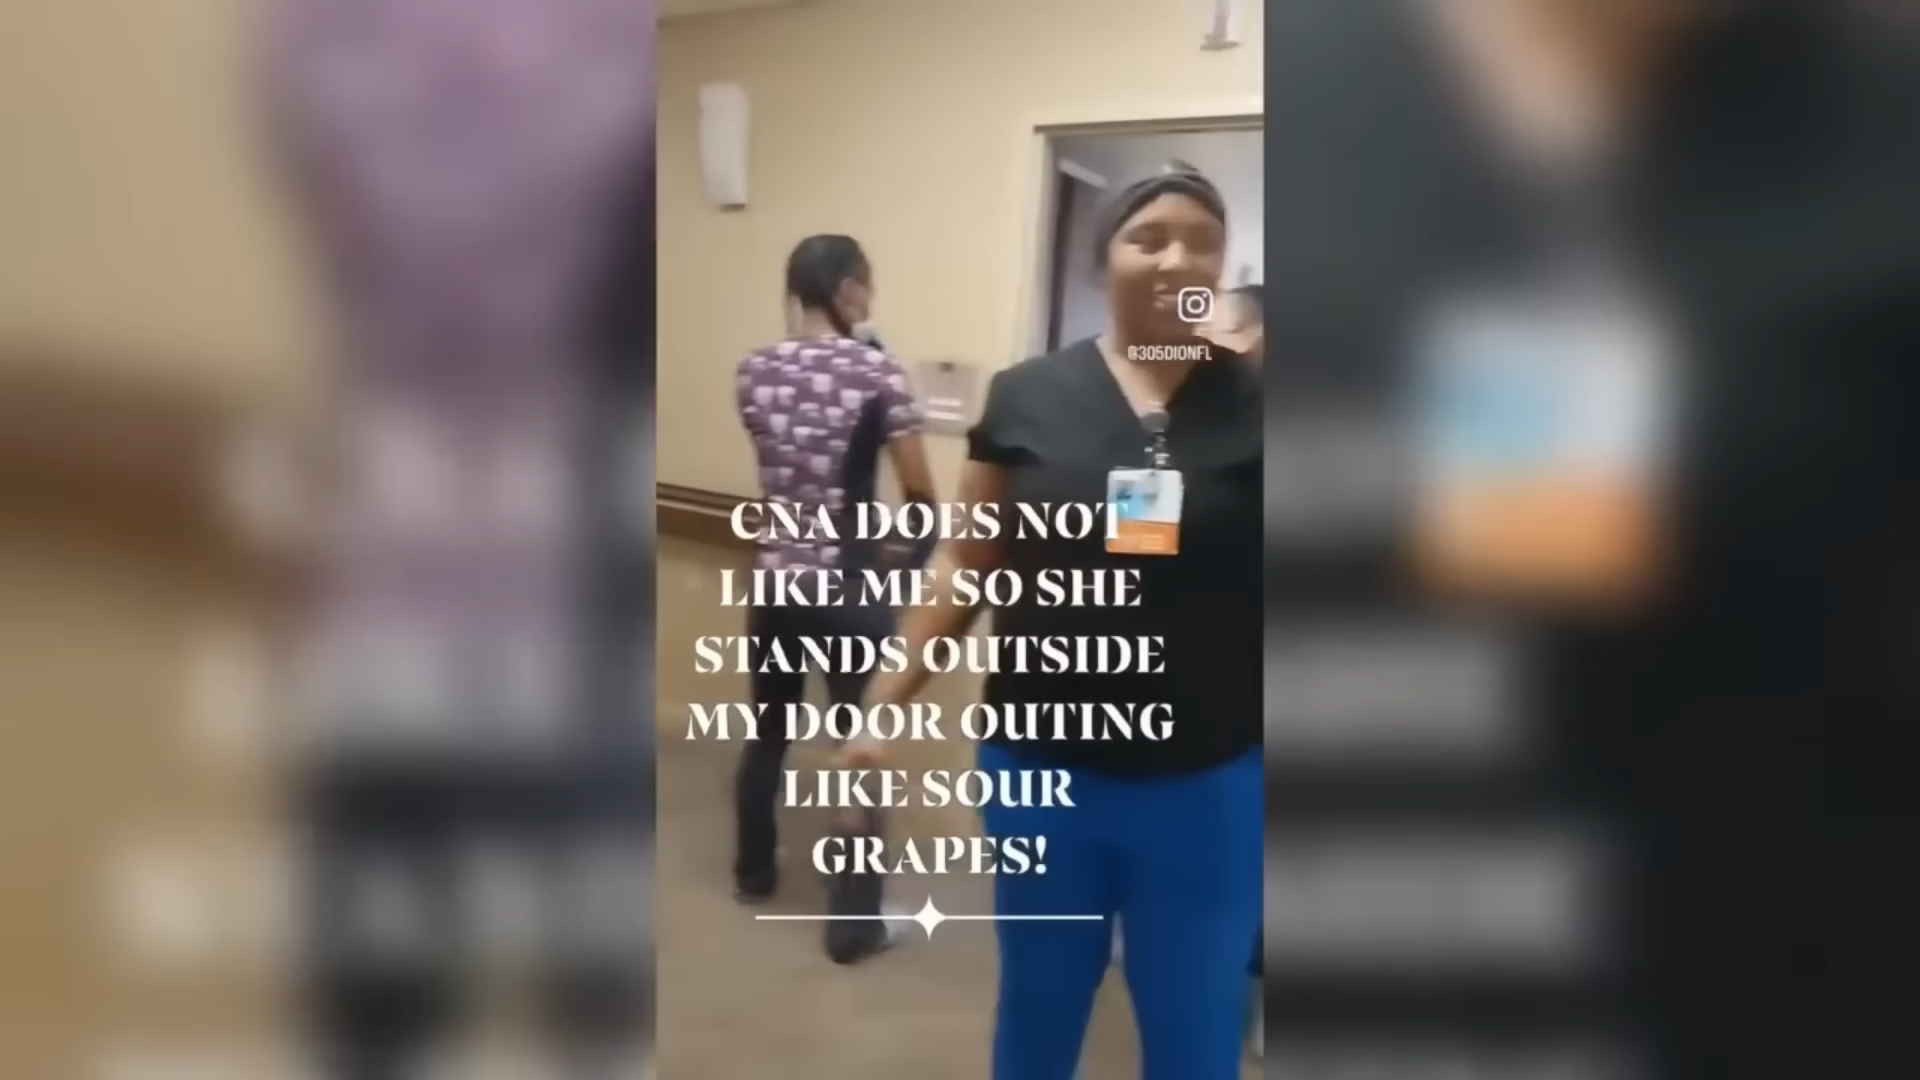 @305DIONFL
CNA DOES NOT
LIKE ME SO SHE
STANDS OUTSIDE
MY DOOR OUTING
LIKE SOUR
GRAPES!